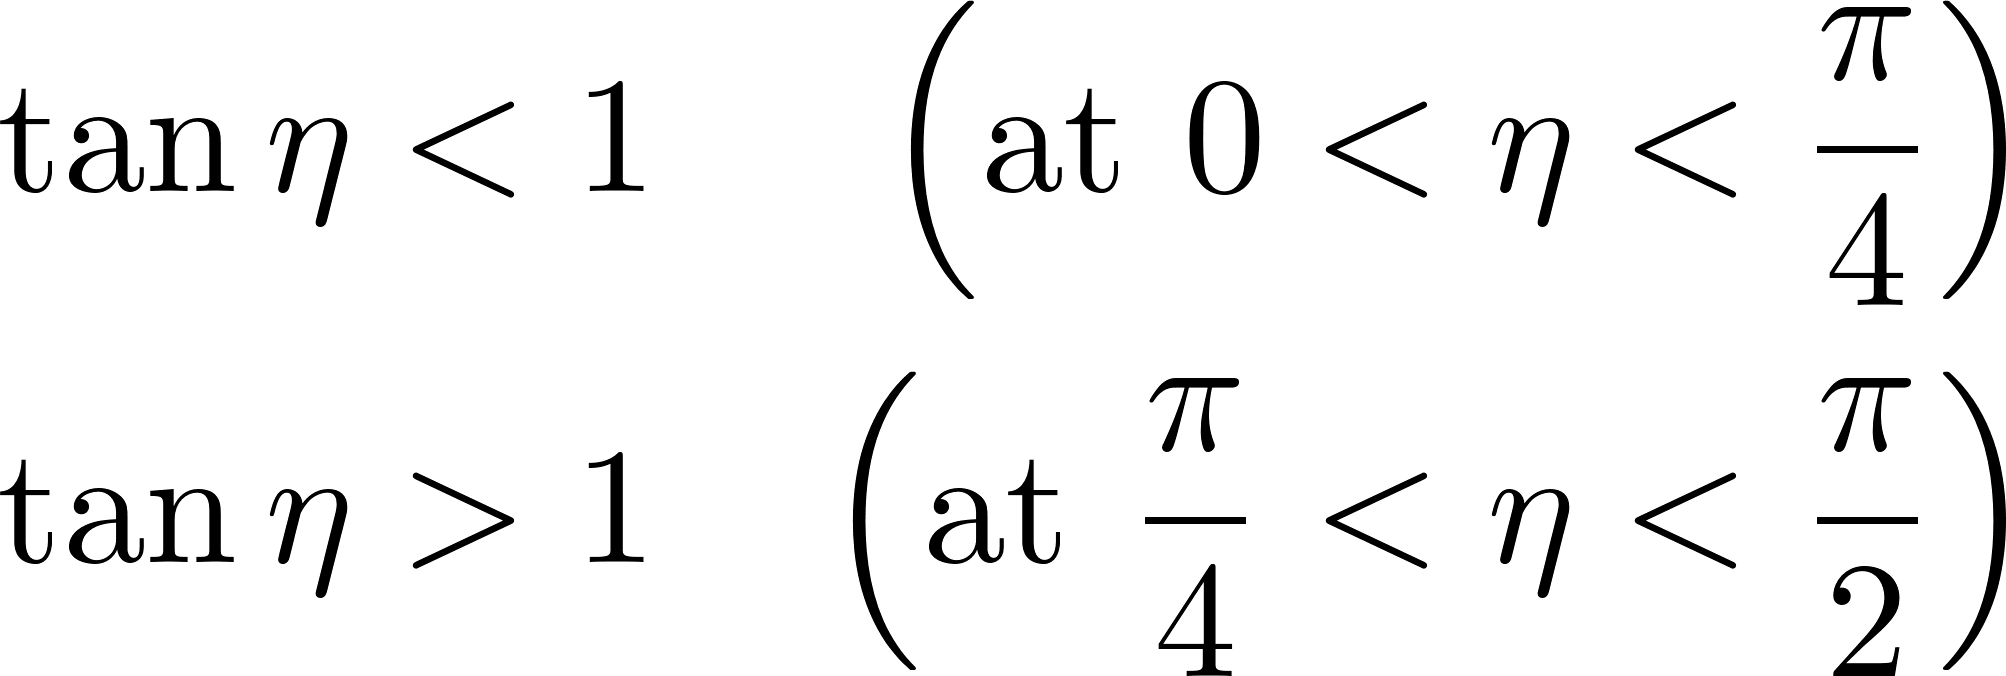 tan η < 1 (at 0 < η < π/4)
tan η > 1 (at π/4 < η < π/2)